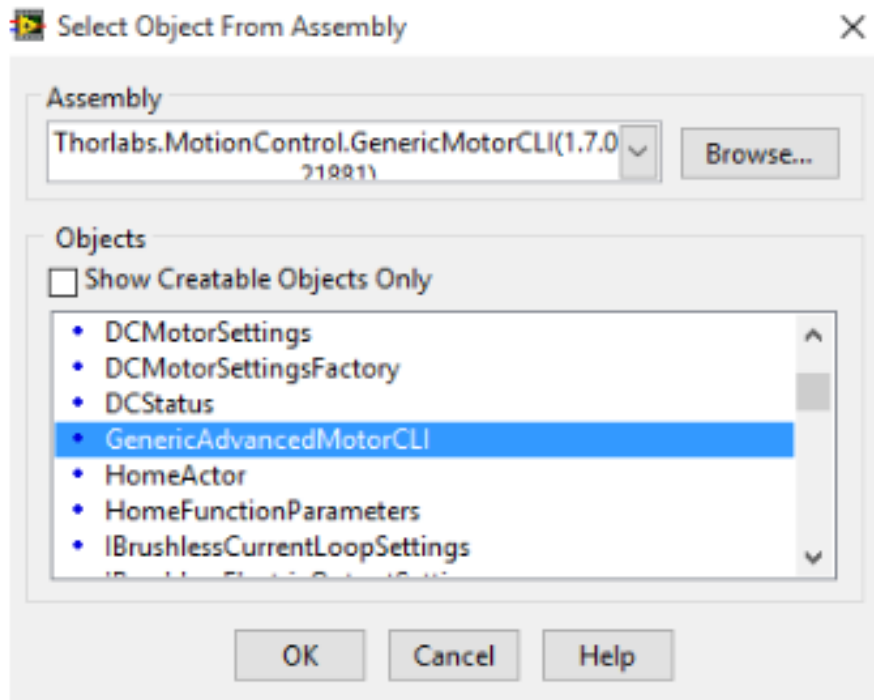 Select Object From Assembly
Assembly
Thorlabs.MotionControl.GenericMotorCLI(1.7.0
21881)
Browse...
Objects
Show Creatable Objects Only
DCMotorSettings
DCMotorSettingsFactory
DCStatus
GenericAdvancedMotorCLI
HomeActor
HomeFunctionParameters
IBrushlessCurrentLoopSettings
OK
Cancel
Help